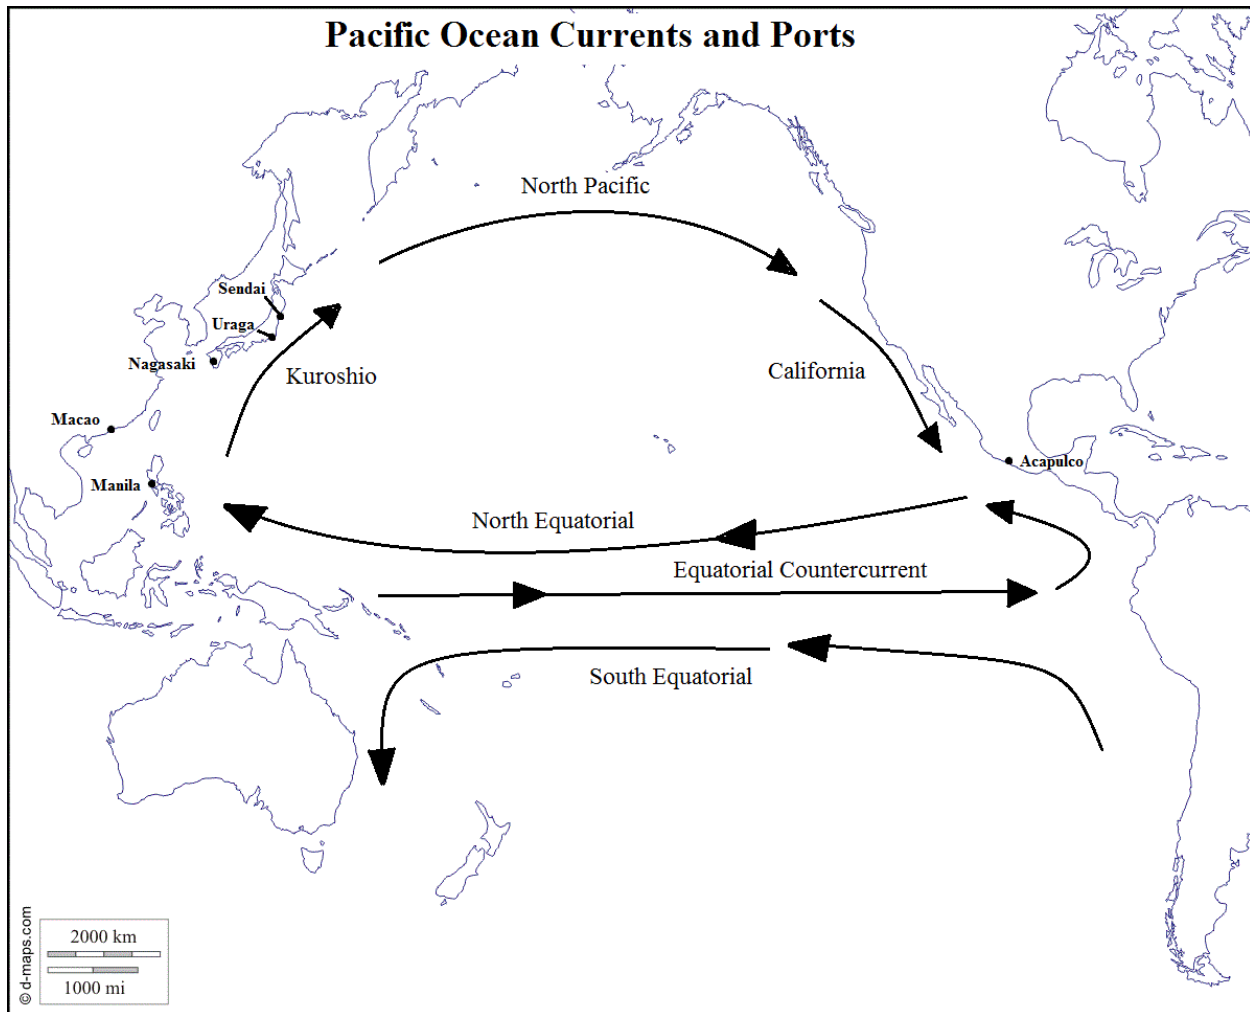 Pacific Ocean Currents and Ports
North Pacific
Sendai
Uraga
Nagasaki
Kuroshio
California
Macao
Manila
Acapulco
North Equatorial
Equatorial Countercurrent
South Equatorial
2000 km
1000 mi
© d-maps.com